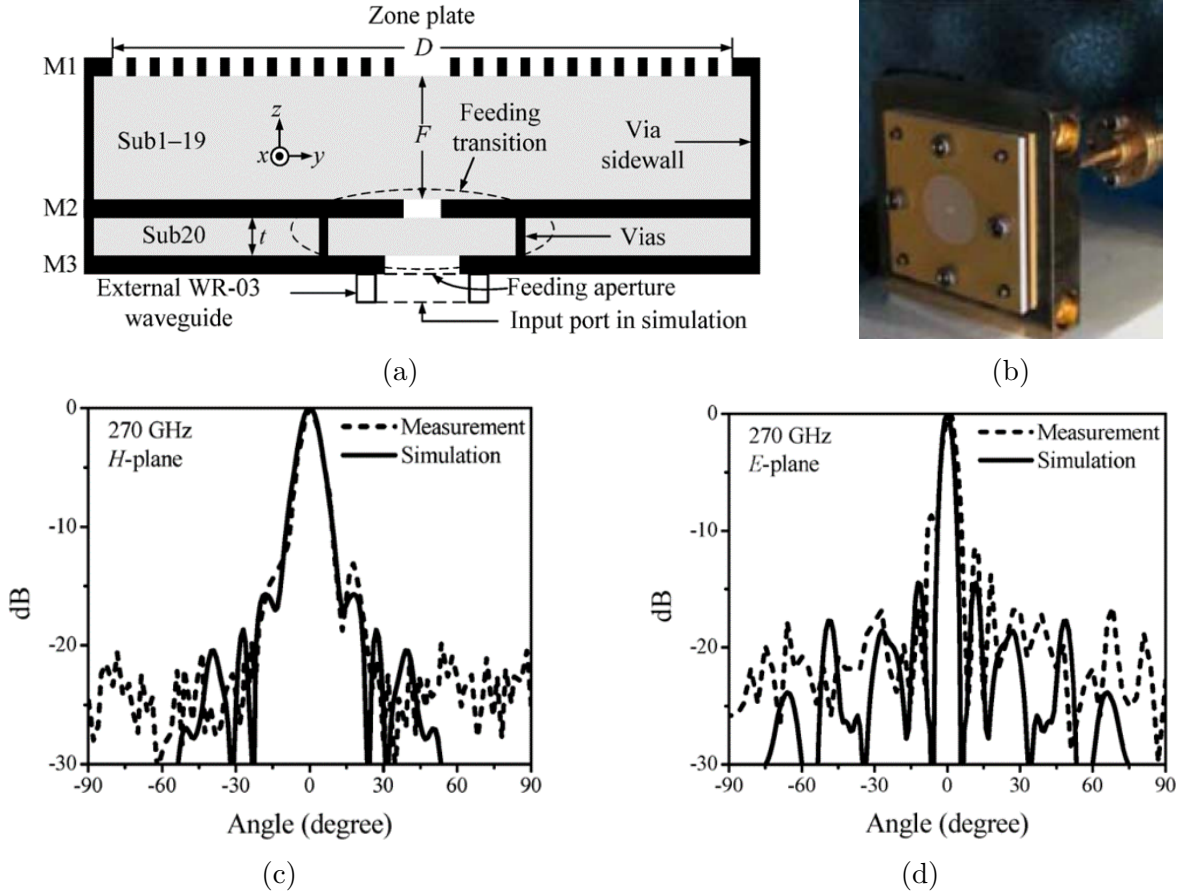 Zone plate
D
M1
Sub1–19
z
x
y
F
Feeding
transition
Via
sidewall
M2
Sub20
t
Vias
M3
External WR-03
waveguide
Feeding aperture
Input port in simulation
(a)
(b)
0
-10
-20
-30
dB
270 GHz
H-plane
Measurement
Simulation
-90 -60 -30 0 30 60 90
Angle (degree)
(c)
0
-10
-20
-30
dB
270 GHz
E-plane
Measurement
Simulation
-90 -60 -30 0 30 60 90
Angle (degree)
(d)